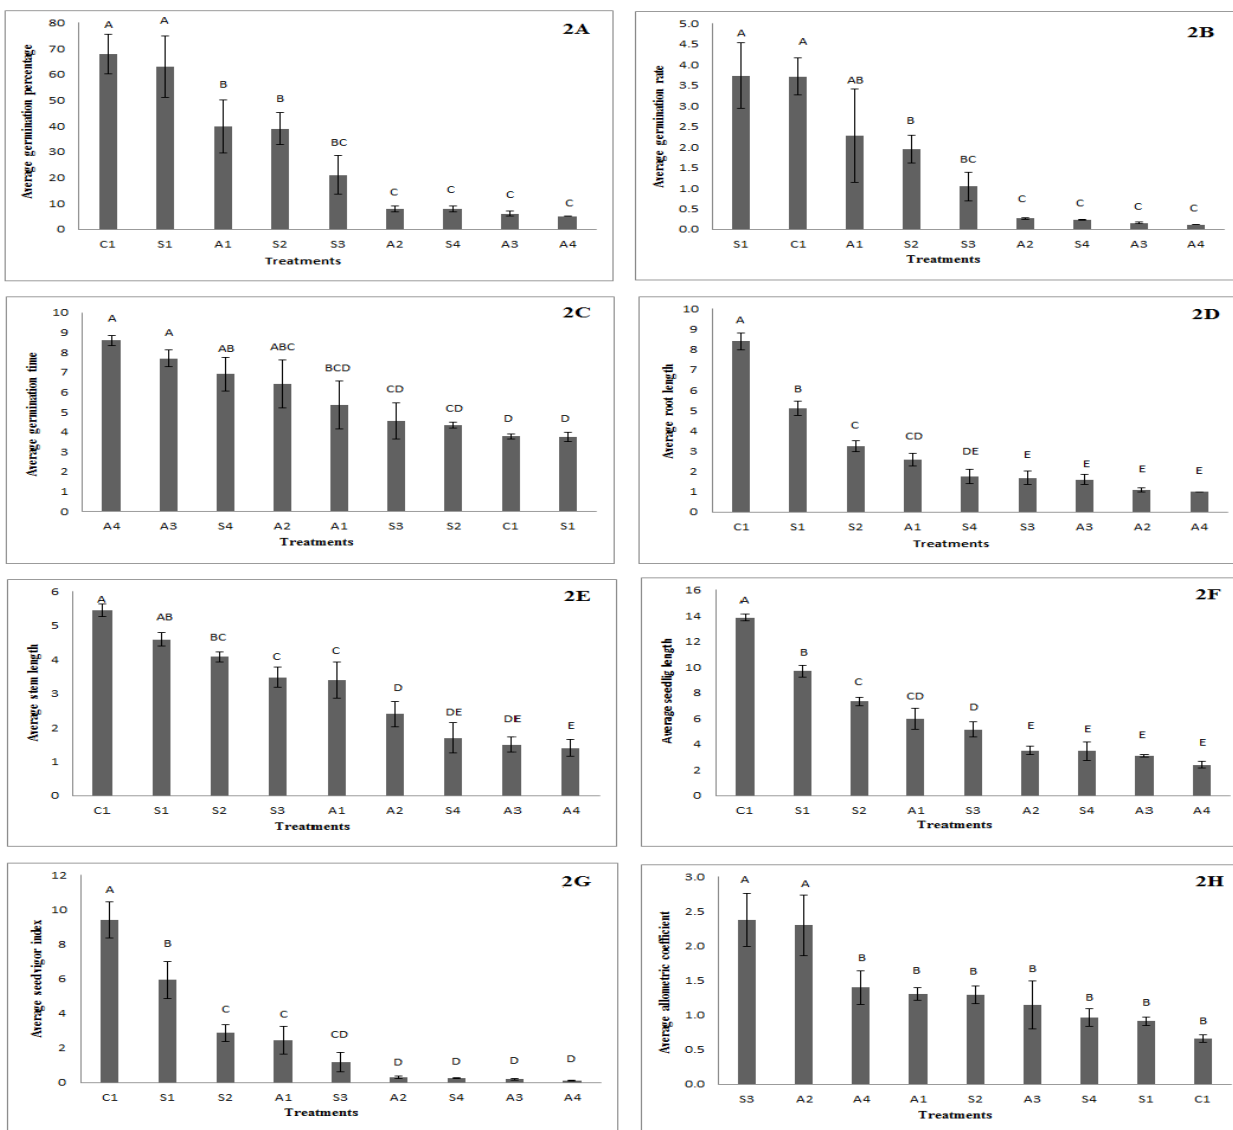 2A
Average germination percentage
80
70
60
50
40
30
20
10
0
A A B B BC C C C C
C1 S1 A1 S2 S3 A2 S4 A3 A4
Treatments
2B
Average germination rate
5.0
4.5
4.0
3.5
3.0
2.5
2.0
1.5
1.0
0.5
0.0
A A AB B BC C C C C
S1 C1 A1 S2 S3 A2 S4 A3 A4
Treatments
2C
Average germination time
10
9
8
7
6
5
4
3
2
1
0
A A AB ABC BCD CD CD D D
A4 A3 S4 A2 A1 S3 S2 C1 S1
Treatments
2D
Average root length
10
9
8
7
6
5
4
3
2
1
0
A B C CD DE E E E E
C1 S1 S2 A1 S4 S3 A3 A2 A4
Treatments
2E
Average stem length
6
5
4
3
2
1
0
A AB BC C C D DE DE E
C1 S1 S2 S3 A1 A2 S4 A3 A4
Treatments
2F
Average seedlig length
16
14
12
10
8
6
4
2
0
A B C CD D E E E E
C1 S1 S2 A1 S3 A2 S4 A3 A4
Treatments
2G
Average seedvigor index
12
10
8
6
4
2
0
A B C C CD D D D D
C1 S1 S2 A1 S3 A2 S4 A3 A4
Treatments
2H
Average allometric coefficient
3.0
2.5
2.0
1.5
1.0
0.5
0.0
A A B B B B B B B
S3 A2 A4 A1 S2 A3 S4 S1 C1
Treatments